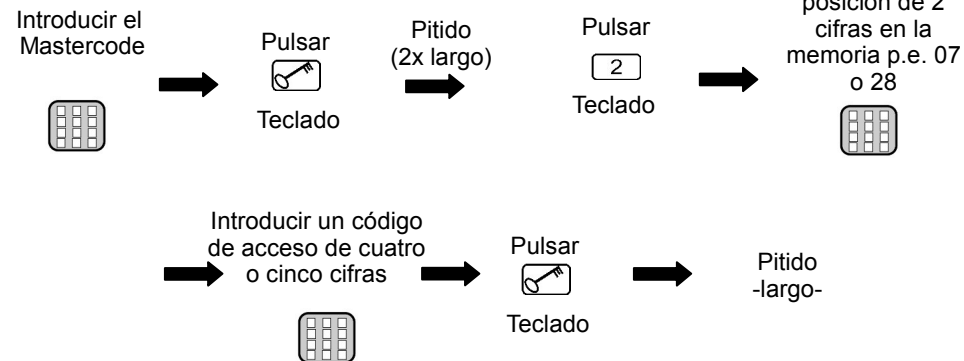 posición de 2
cifras en la
memoria p.e. 07
o 28
Introducir el
Mastercode
Pulsar
Teclado
Pitido
(2x largo)
Pulsar
2
Teclado
Introducir un código
de acceso de cuatro
o cinco cifras
Pulsar
Teclado
Pitido
-largo-